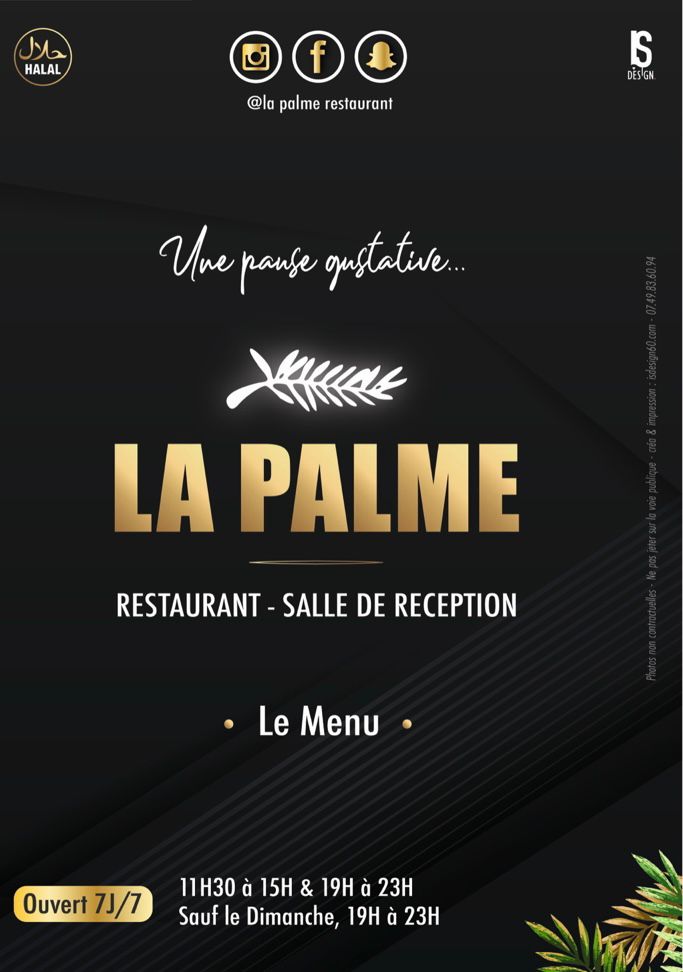 حلال
HALAL
IS
DESIGN
@la palme restaurant
Une pause gustative...
LA PALME
RESTAURANT - SALLE DE RECEPTION
• Le Menu •
Ouvert 7J/7
11H30 à 15H & 19H à 23H
Sauf le Dimanche, 19H à 23H
Photos non contractuelles - Ne pas jeter sur la voie publique - créa & impression : isdesign60.com - 07.49.83.60.94